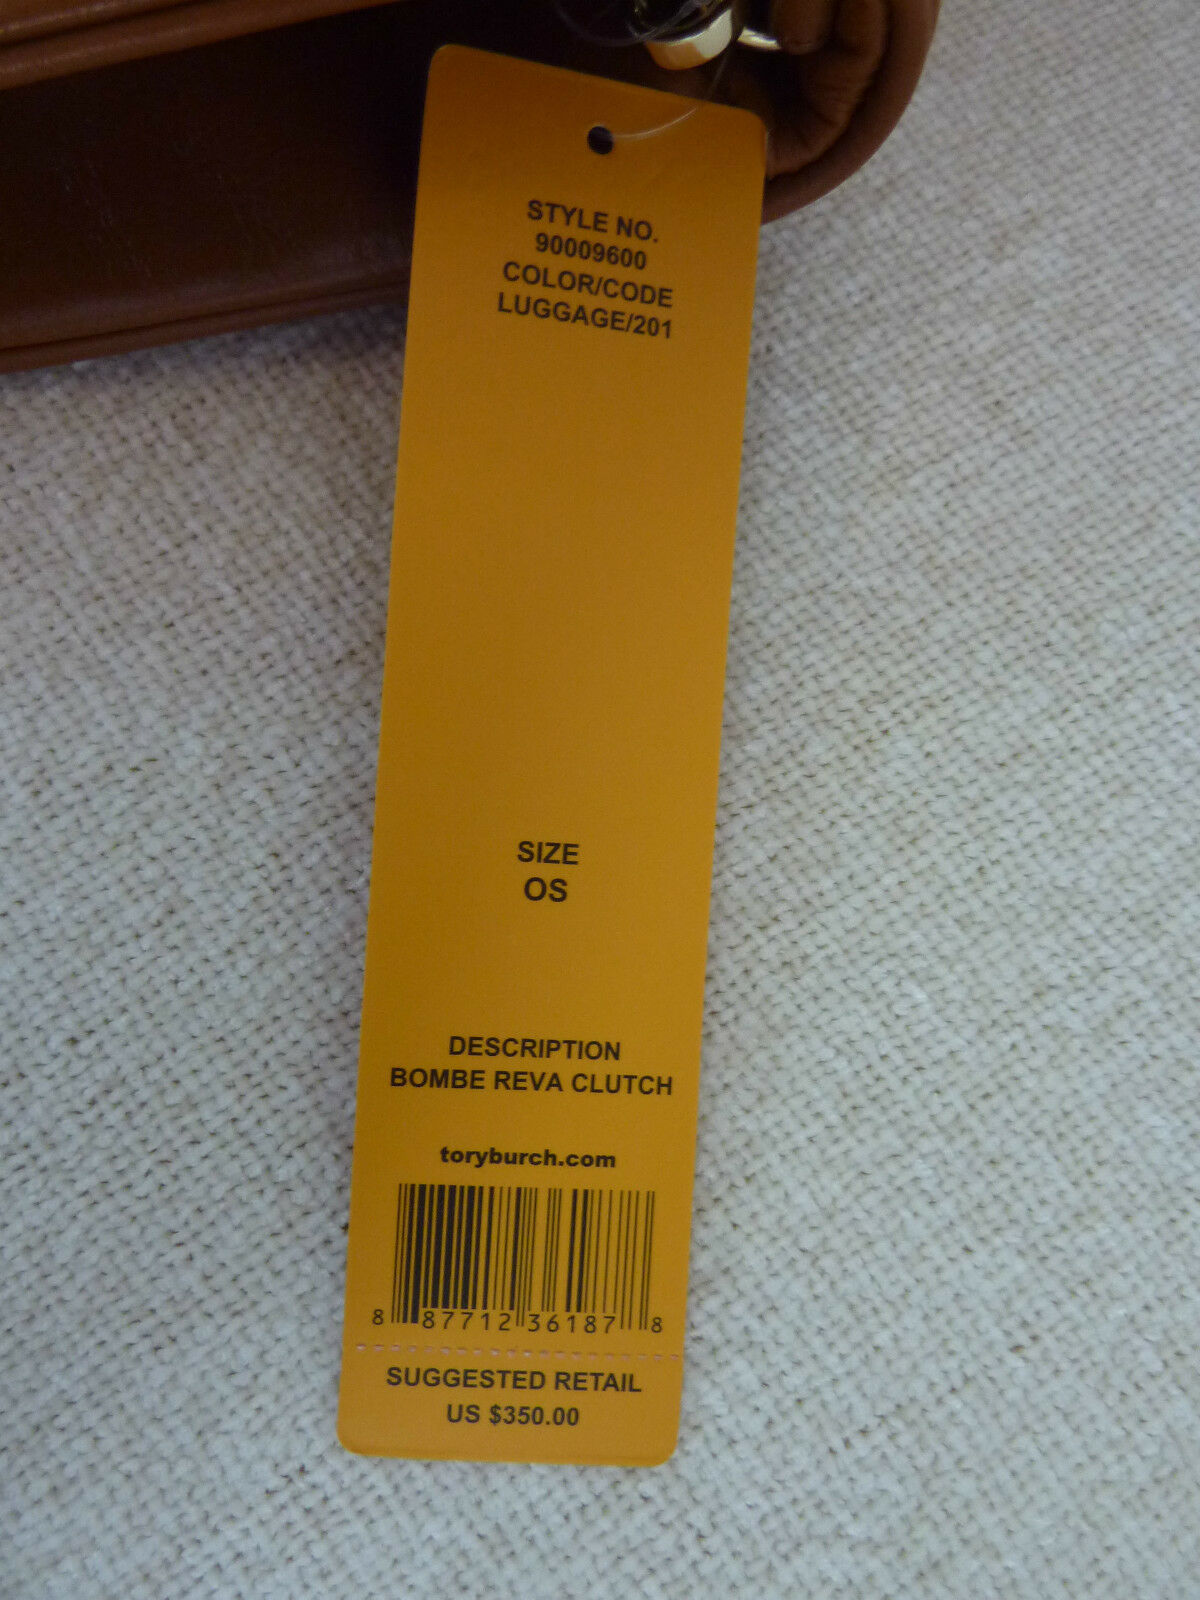 STYLE NO.
90009600
COLOR/CODE
LUGGAGE/201
SIZE
OS
DESCRIPTION
BOMBE REVA CLUTCH
toryburch.com
8 87712 36187 8
SUGGESTED RETAIL
US $350.00